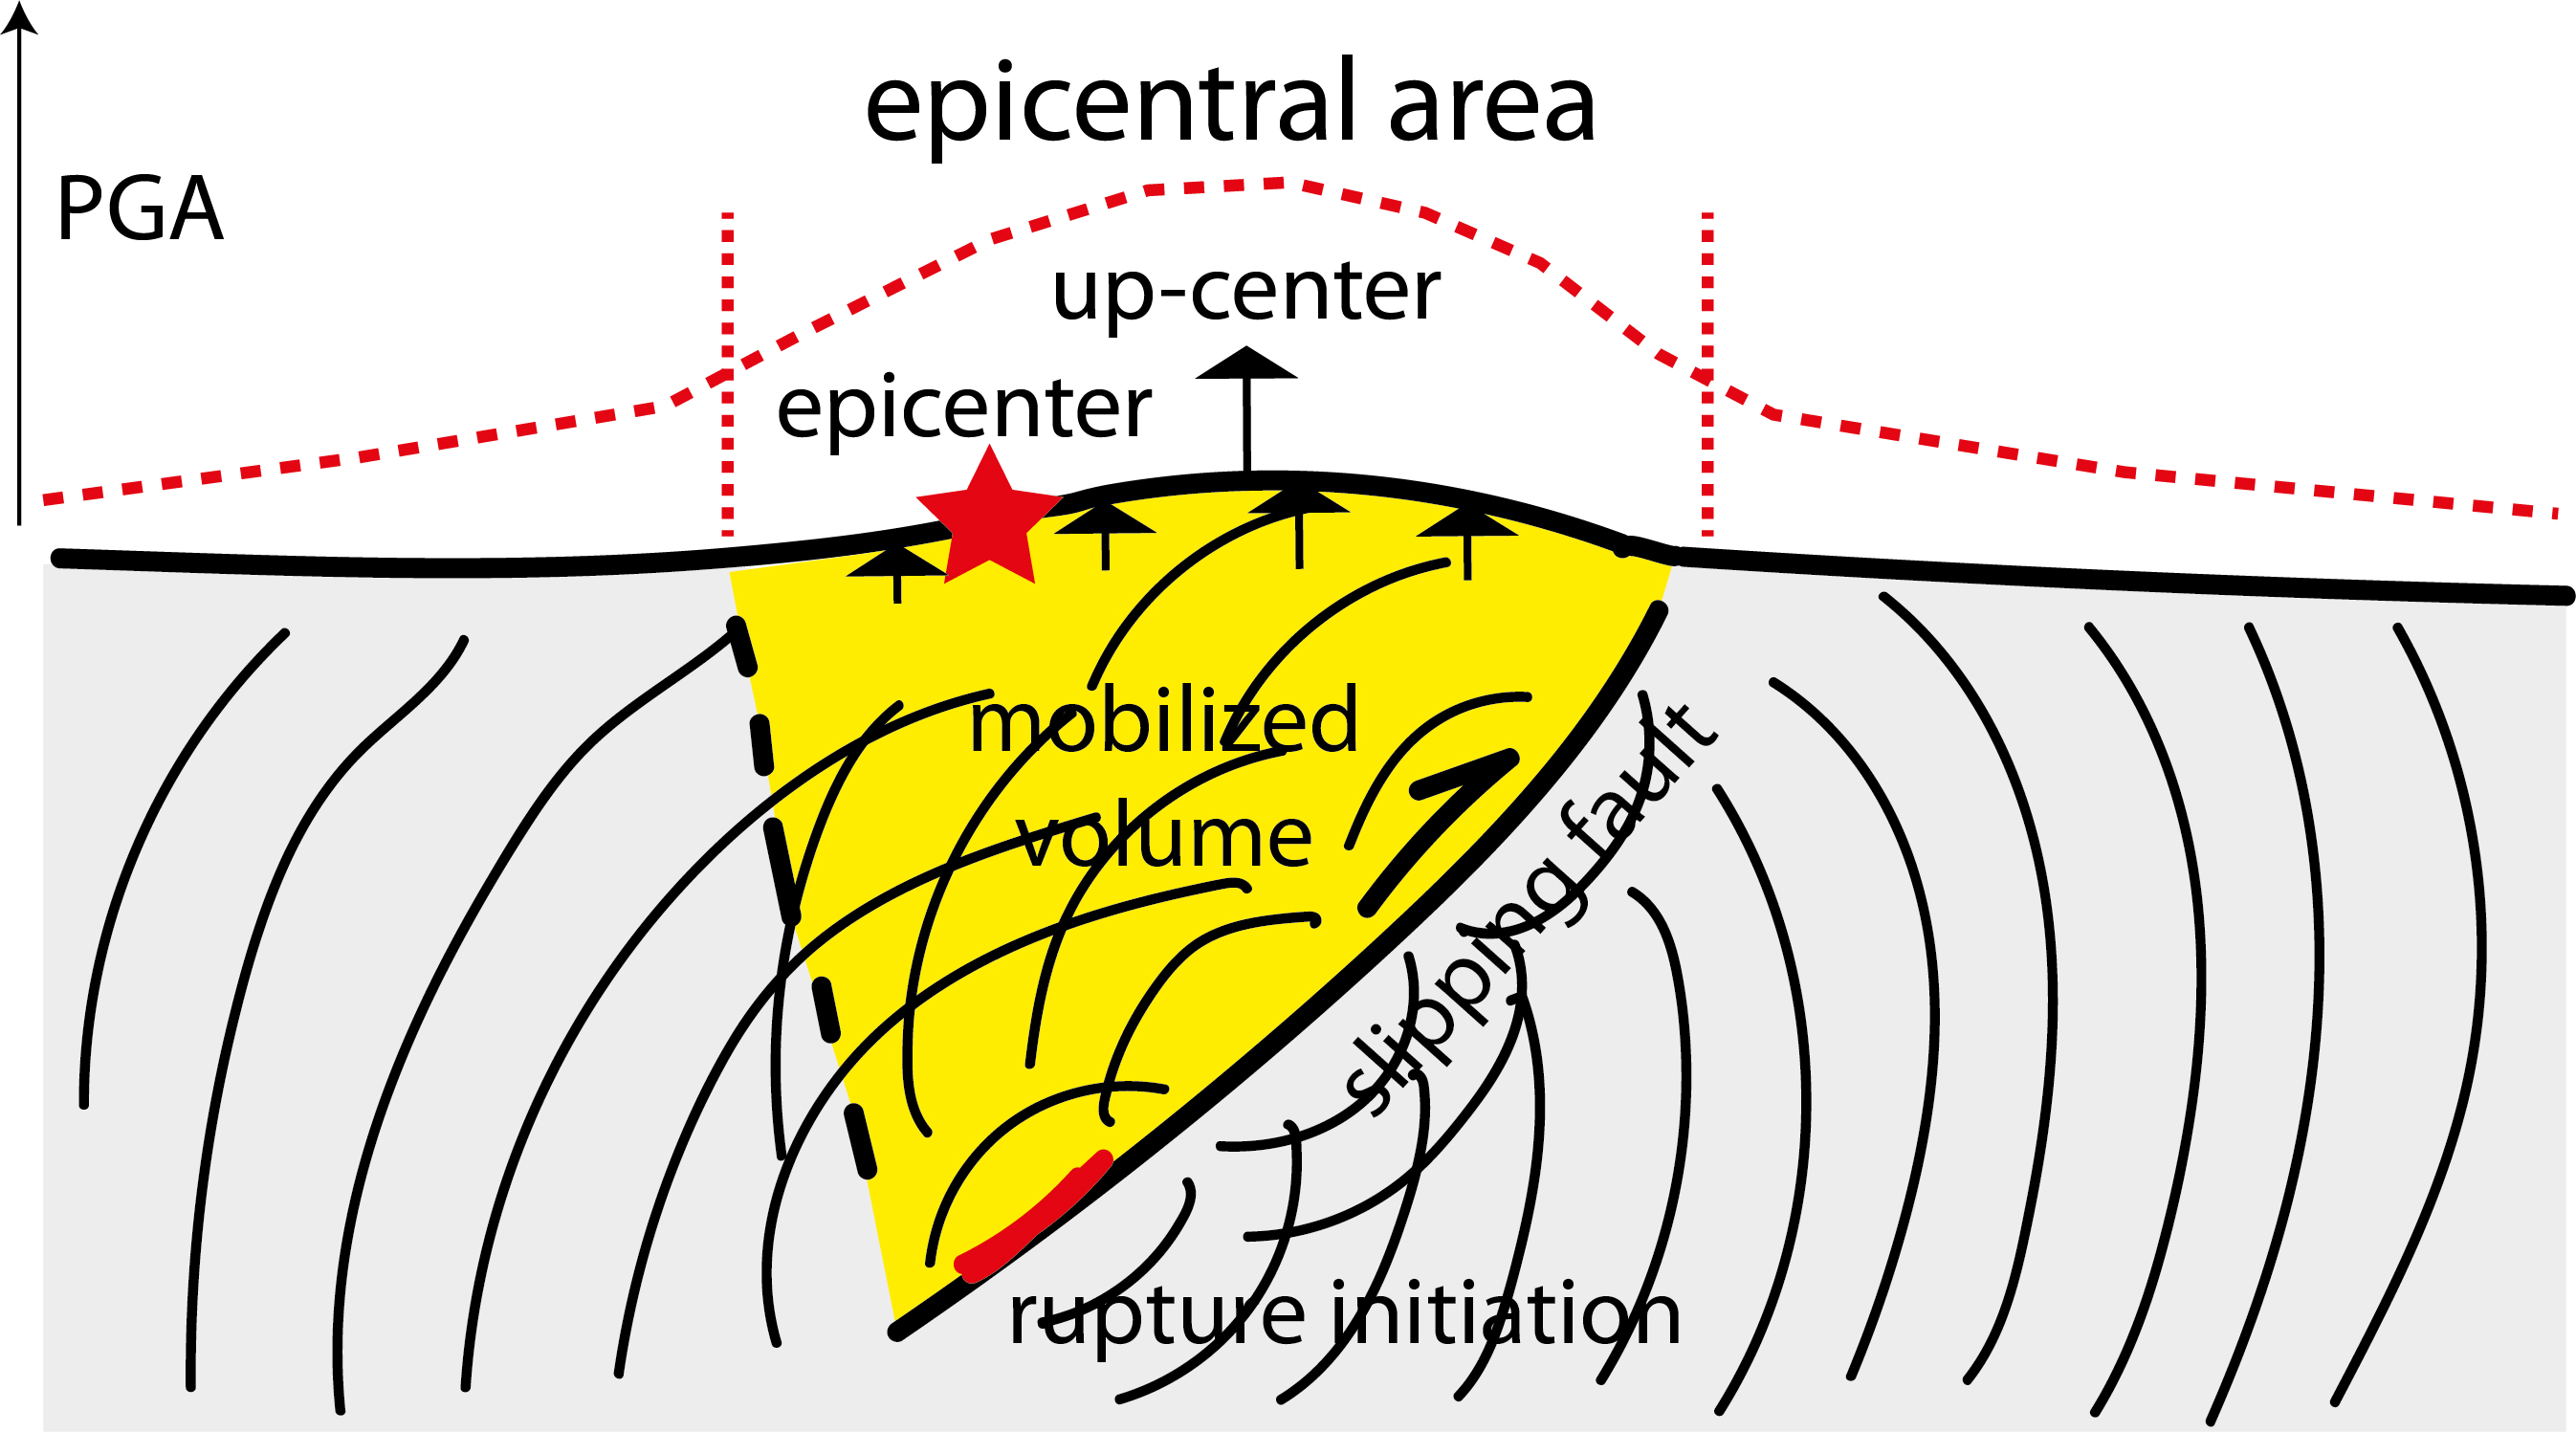 epicentral area
PGA
up-center
epicenter
mobilized
volume
slipping fault
rupture initiation